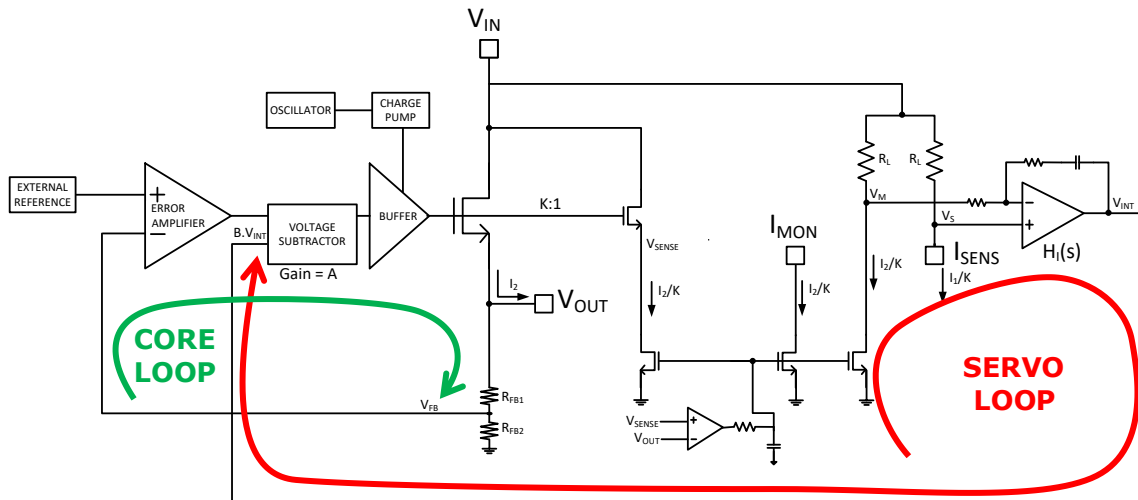 V_IN
OSCILLATOR
CHARGE
PUMP
EXTERNAL
REFERENCE
+
ERROR
AMPLIFIER
−
B.V_INT
VOLTAGE
SUBTRACTOR
Gain = A
BUFFER
K:1
V_SENSE
I_2/K
I_2
V_OUT
I_MON
I_2/K
R_L
R_L
V_M
V_S
I_2/K
I_SENS
I_1/K
−
+
H_I(s)
V_INT
CORE
LOOP
V_FB
R_FB1
R_FB2
V_SENSE
V_OUT
+
−
SERVO
LOOP